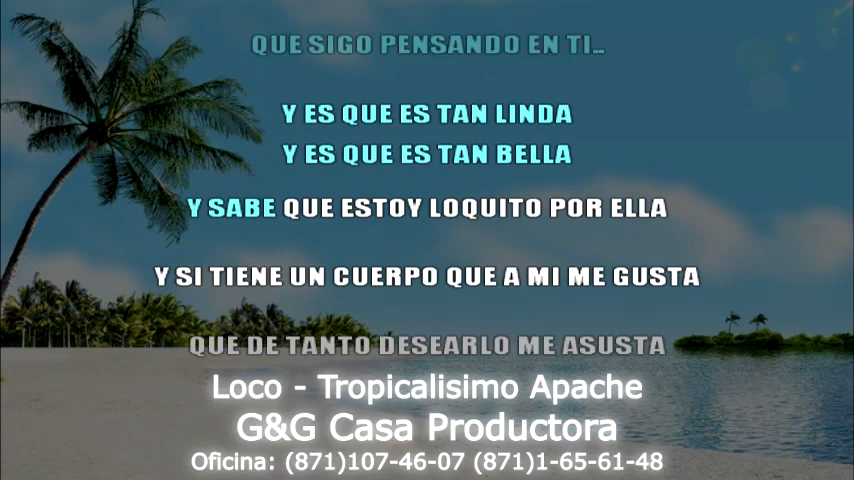 QUE SIGO PENSANDO EN TI..
Y ES QUE ES TAN LINDA
Y ES QUE ES TAN BELLA
Y SABE QUE ESTOY LOQUITO POR ELLA
Y SI TIENE UN CUERPO QUE A MI ME GUSTA
QUE DE TANTO DESEARLO ME ASUSTA
Loco - Tropicalisimo Apache
G&G Casa Productora
Oficina: (871)107-46-07 (871)1-65-61-48